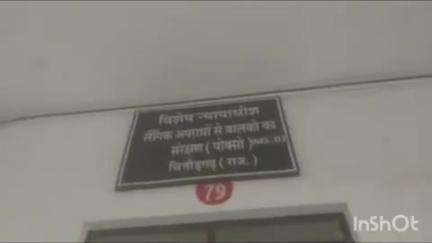 विशेष न्यायाधीश
लैंगिक अपराधों से बालकों का
संरक्षण ( पोक्सो )
चित्तौड़गढ़ ( राज. )
79
InShOt